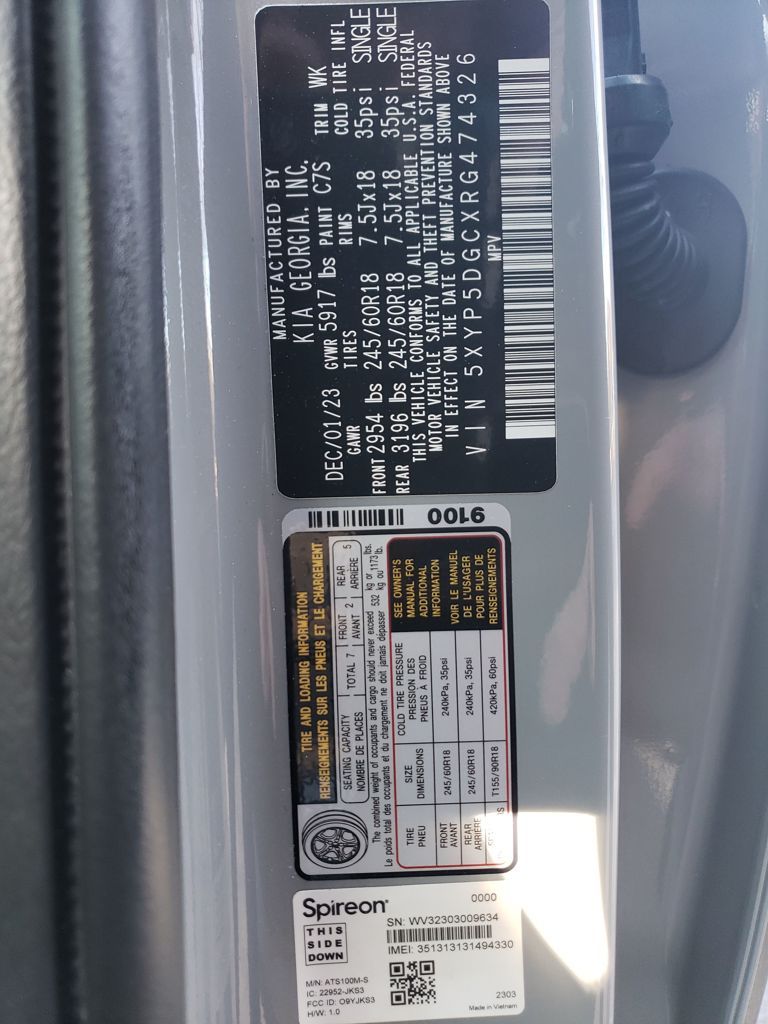 MANUFACTURED BY
KIA GEORGIA, INC.
DEC/01/23 GVWR 5917 lbs PAINT C7S TRIM WK
GAWR TIRES RIMS COLD TIRE INFL
FRONT 2954 lbs 245/60R18 7.5Jx18 35psi SINGLE
REAR 3196 lbs 245/60R18 7.5Jx18 35psi SINGLE
THIS VEHICLE CONFORMS TO ALL APPLICABLE U.S.A. FEDERAL
MOTOR VEHICLE SAFETY AND THEFT PREVENTION STANDARDS
IN EFFECT ON THE DATE OF MANUFACTURE SHOWN ABOVE
VIN 5XYP5DGCXRG474326
MPV
9100
TIRE AND LOADING INFORMATION
RENSEIGNEMENTS SUR LES PNEUS ET LE CHARGEMENT
SEATING CAPACITY
NOMBRE DE PLACES
TOTAL 7
FRONT
AVANT 2
REAR
ARRIÈRE 5
The combined weight of occupants and cargo should never exceed 532 kg or 1173 lbs.
Le poids total des occupants et du chargement ne doit jamais dépasser 532 kg ou 1173 lb.
TIRE
PNEU
SIZE
DIMENSIONS
COLD TIRE PRESSURE
PRESSION DES
PNEUS À FROID
SEE OWNER'S
MANUAL FOR
ADDITIONAL
INFORMATION
VOIR LE MANUEL
DE L'USAGER
POUR PLUS DE
RENSEIGNEMENTS
FRONT
AVANT
245/60R18
240kPa, 35psi
REAR
ARRIÈRE
245/60R18
240kPa, 35psi
T155/90R18
420kPa, 60psi
Spireon
0000
THIS
SIDE
DOWN
SN: WV32303009634
IMEI: 351313131494330
M/N: ATS100M-S
IC: 22952-JKS3
FCC ID: O9YJKS3
H/W: 1.0
2303
Made in Vietnam